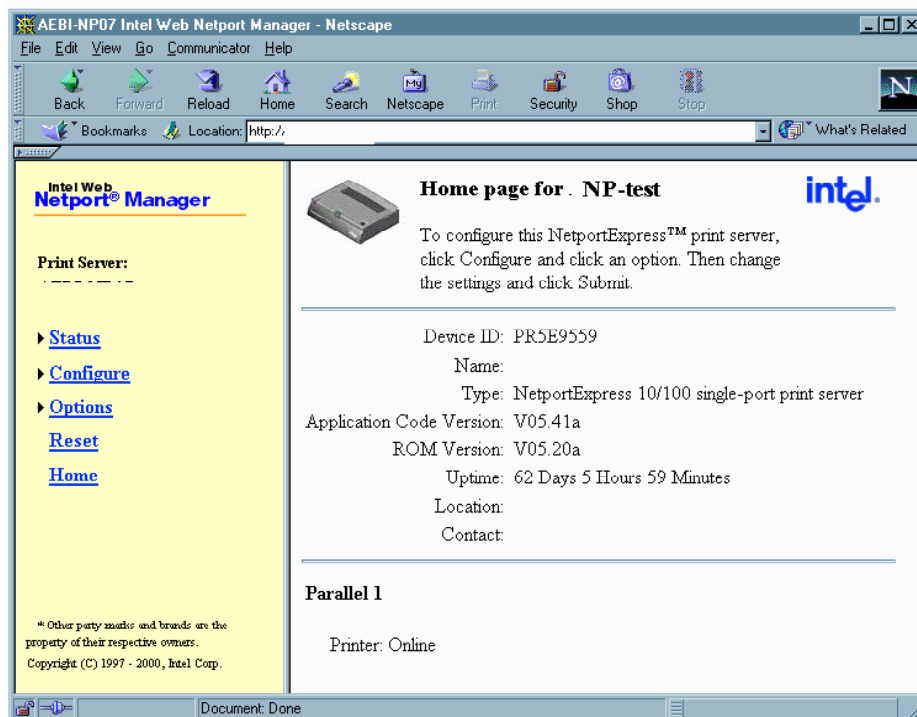 AEBI-NP07 Intel Web Netport Manager - Netscape
File Edit View Go Communicator Help
Back Forward Reload Home Search Netscape Print Security Shop Stop
My
N
Bookmarks Location: http:/, What's Related
Intel Web
Netport® Manager
Print Server:
Status
Configure
Options
Reset
Home
* Other party marks and brands are the
property of their respective owners.
Copyright (C) 1997 - 2000, Intel Corp.
Home page for . NP-test
intel.
To configure this NetportExpress™ print server,
click Configure and click an option. Then change
the settings and click Submit.
Device ID: PR5E9559
Name:
Type: NetportExpress 10/100 single-port print server
Application Code Version: V05.41a
ROM Version: V05.20a
Uptime: 62 Days 5 Hours 59 Minutes
Location:
Contact:
Parallel 1
Printer: Online
Document: Done